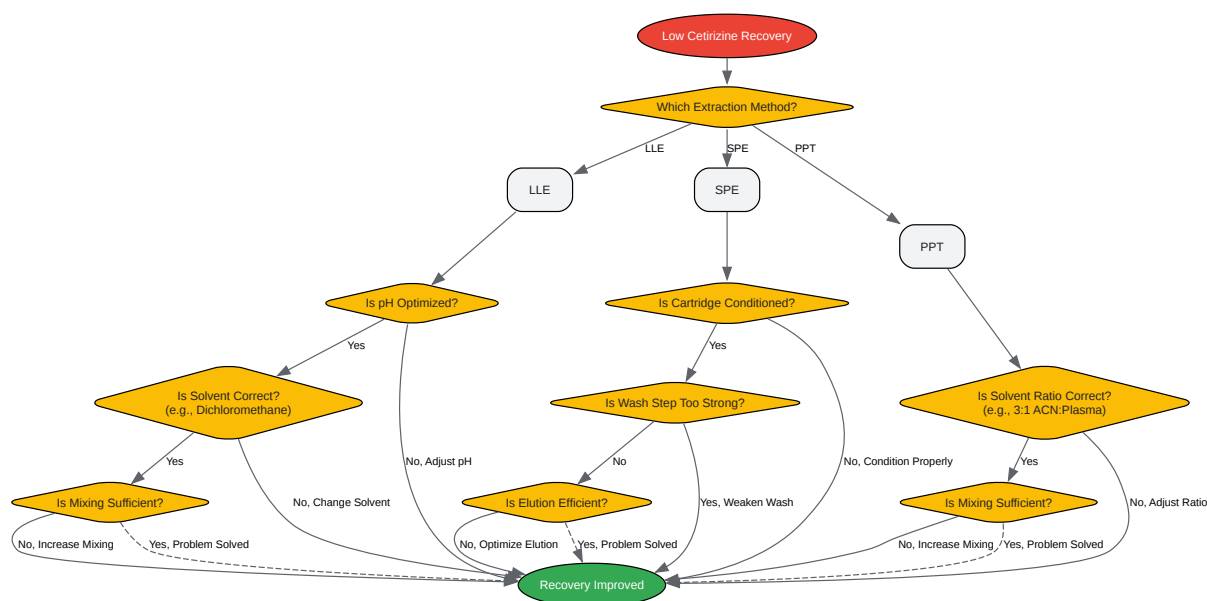 Low Cetirizine Recovery
Which Extraction Method?
LLE
SPE
PPT
LLE
SPE
PPT
Is pH Optimized?
Is Cartridge Conditioned?
Yes
Yes
Is Solvent Correct?
(e.g., Dichloromethane)
Is Wash Step Too Strong?
Is Solvent Ratio Correct?
(e.g., 3:1 ACN:Plasma)
Yes
No, Adjust pH
No
No, Condition Properly
Yes
Is Mixing Sufficient?
No, Change Solvent
Is Elution Efficient?
Yes, Weaken Wash
Is Mixing Sufficient?
No, Adjust Ratio
No, Increase Mixing
Yes, Problem Solved
No, Optimize Elution
Yes, Problem Solved
No, Increase Mixing
Yes, Problem Solved
Recovery Improved